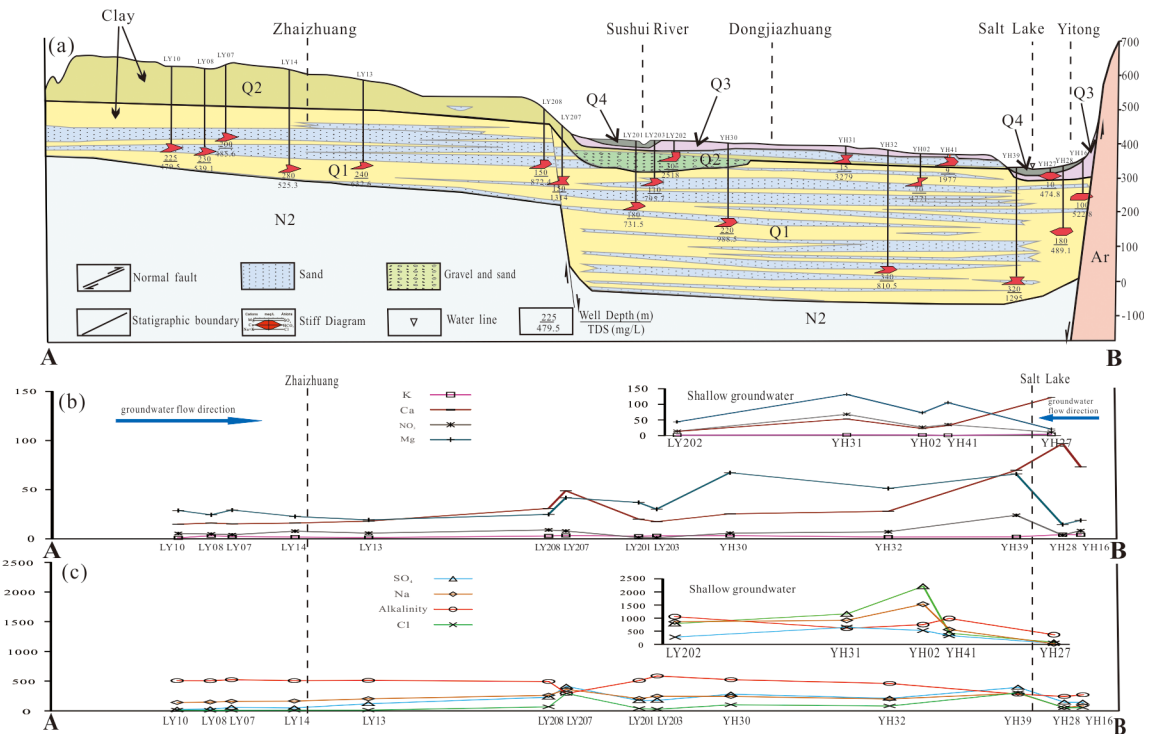 Clay
Zhaizhuang
Sushui River
Dongjiazhuang
Salt Lake
Yitong
(a)
700
600
500
400
300
200
100
0
-100
LY10
LY08
LY07
LY14
LY13
LY208
LY207
LY201
LY203
LY202
YH30
YH31
YH32
YH02
YH41
YH39
YH27
YH28
YH16
Q2
Q4
Q3
Q4
Q3
Q2
Q1
Q1
N2
N2
Ar
225
479.5
230
539.1
200
485.6
280
525.3
240
150
872.4
150
1314
180
731.5
110
795.7
2518
220
988.5
15
3279
340
810.5
1977
320
1295
10
474.8
180
489.1
100
522.8
Normal fault
Sand
Gravel and sand
Statigraphic boundary
Stiff Diagram
Water line
225
479.5
Well Depth (m)
TDS (mg/L)
A
B
(b)
Zhaizhuang
Salt Lake
150
100
50
0
groundwater flow direction
K
Ca
NO₃
Mg
Shallow groundwater
150
100
50
0
LY202
YH31
YH02
YH41
YH27
groundwater
flow direction
LY10
LY08
LY07
LY14
LY13
LY208
LY207
LY201
LY203
YH30
YH32
YH39
YH28
YH16
A
B
(c)
2500
2000
1500
1000
500
0
SO₄
Na
Alkalinity
Cl
Shallow groundwater
2500
2000
1500
1000
500
0
LY202
YH31
YH02
YH41
YH27
LY10
LY08
LY07
LY14
LY13
LY208
LY207
LY201
LY203
YH30
YH32
YH39
YH28
YH16
A
B